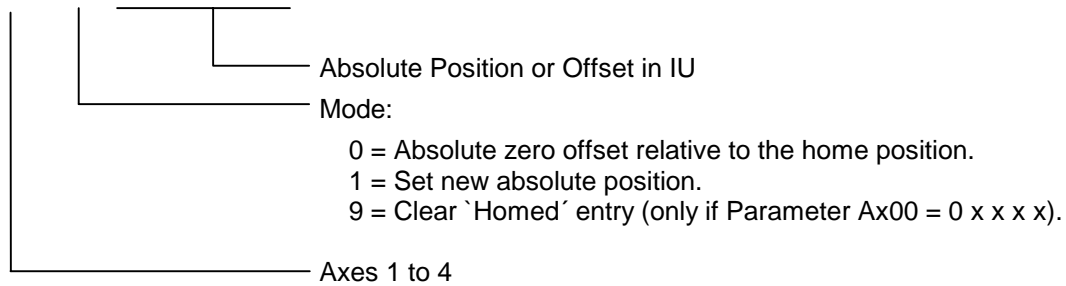 Absolute Position or Offset in IU
Mode:
0 = Absolute zero offset relative to the home position.
1 = Set new absolute position.
9 = Clear `Homed´ entry (only if Parameter Ax00 = 0 x x x x).
Axes 1 to 4